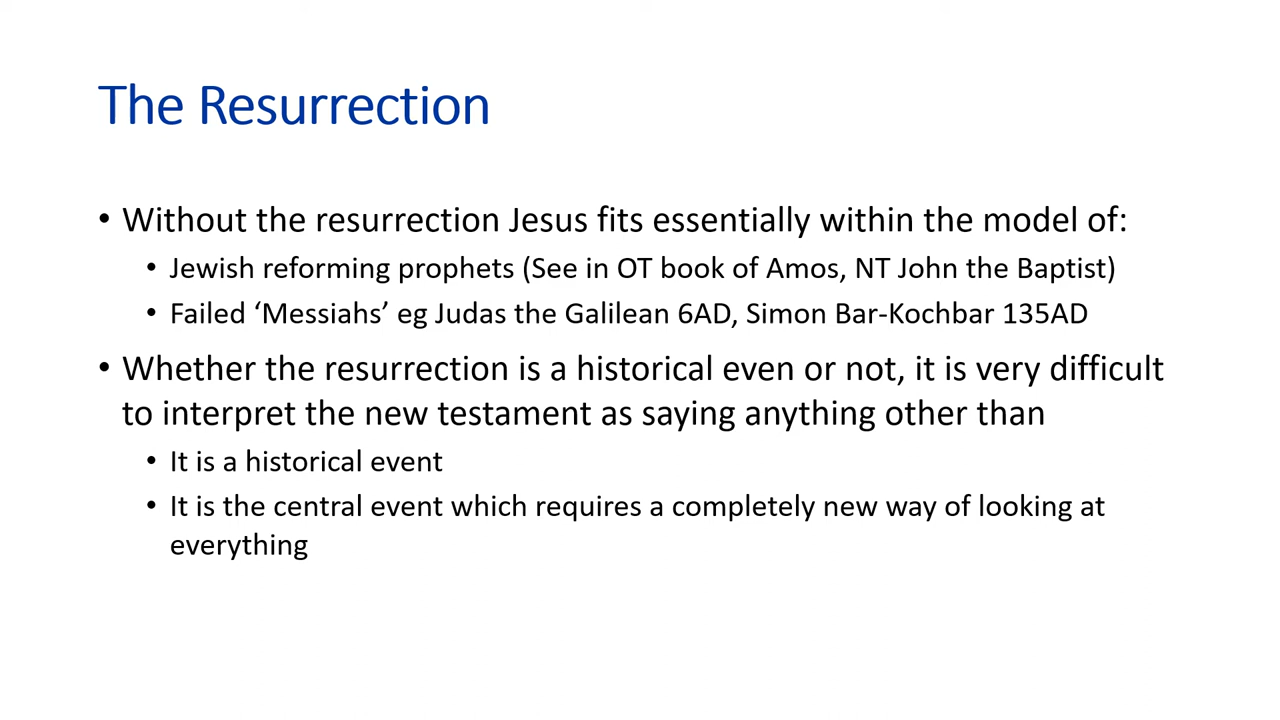 The Resurrection
• Without the resurrection Jesus fits essentially within the model of:
• Jewish reforming prophets (See in OT book of Amos, NT John the Baptist)
• Failed ‘Messiahs’ eg Judas the Galilean 6AD, Simon Bar-Kochbar 135AD
• Whether the resurrection is a historical even or not, it is very difficult
to interpret the new testament as saying anything other than
• It is a historical event
• It is the central event which requires a completely new way of looking at
everything